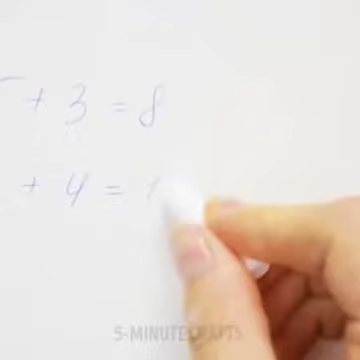 + 3 = 8
+ 4 =
5-MINUTE CRAFTS